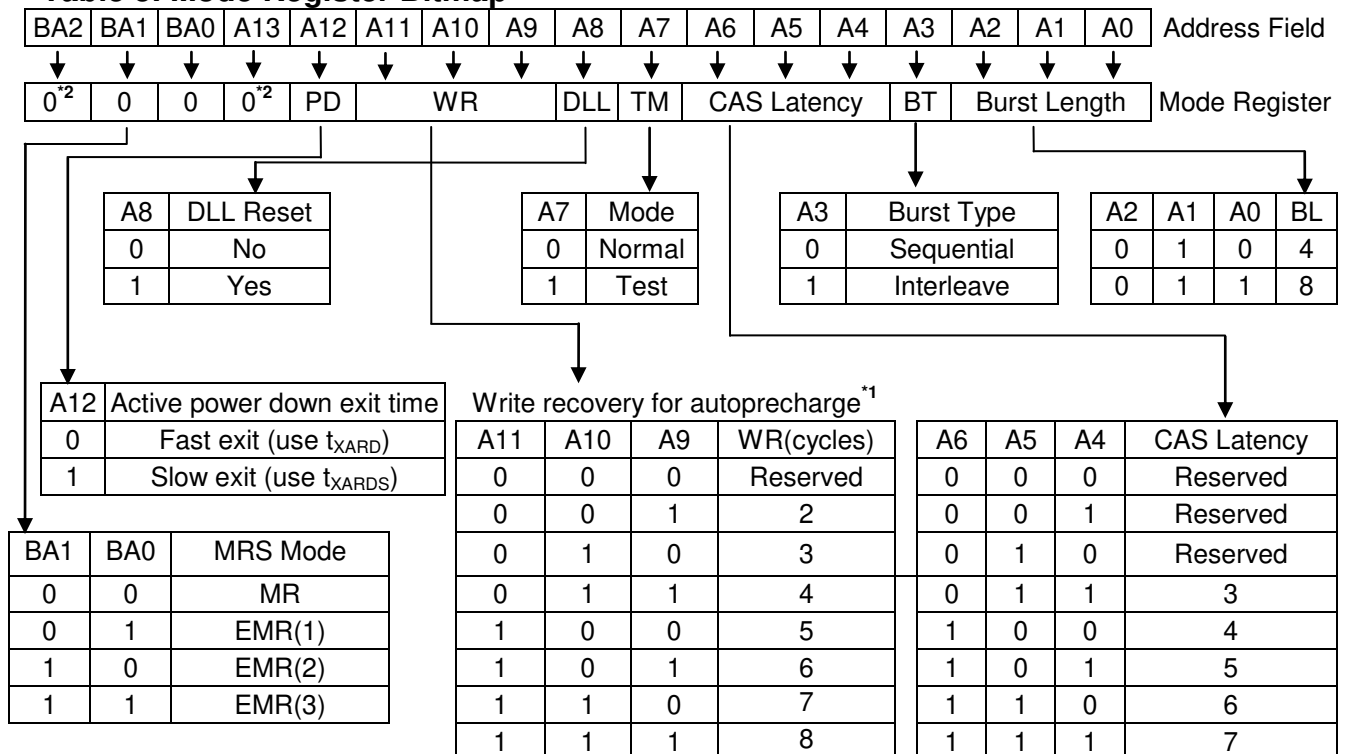 BA2 BA1 BA0 A13 A12 A11 A10 A9 A8 A7 A6 A5 A4 A3 A2 A1 A0 Address Field
0*2 0 0 0*2 PD WR DLL TM CAS Latency BT Burst Length Mode Register
A8 DLL Reset
0 No
1 Yes
A7 Mode
0 Normal
1 Test
A3 Burst Type
0 Sequential
1 Interleave
A2 A1 A0 BL
0 1 0 4
0 1 1 8
A12 Active power down exit time
0 Fast exit (use tXARD)
1 Slow exit (use tXARDS)
BA1 BA0 MRS Mode
0 0 MR
0 1 EMR(1)
1 0 EMR(2)
1 1 EMR(3)
Write recovery for autoprecharge*1
A11 A10 A9 WR(cycles)
0 0 0 Reserved
0 0 1 2
0 1 0 3
0 1 1 4
1 0 0 5
1 0 1 6
1 1 0 7
1 1 1 8
A6 A5 A4 CAS Latency
0 0 0 Reserved
0 0 1 Reserved
0 1 0 Reserved
0 1 1 3
1 0 0 4
1 0 1 5
1 1 0 6
1 1 1 7